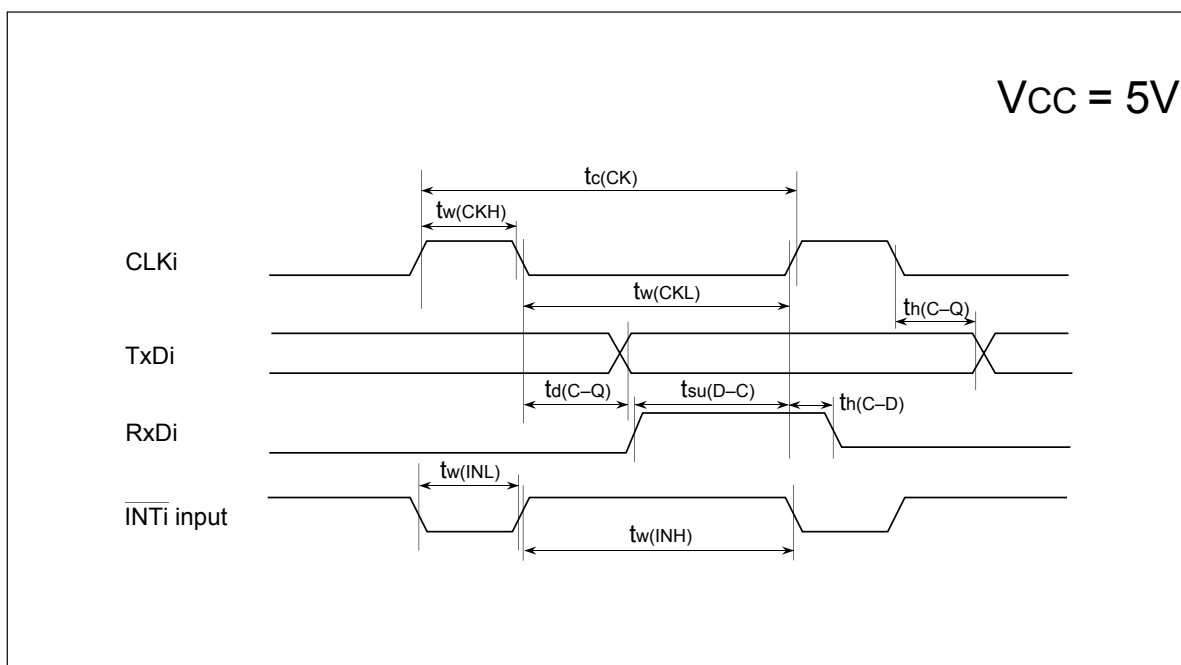 VCC = 5V
tc(CK)
tw(CKH)
CLKi
tw(CKL)
th(C–Q)
TxDi
td(C–Q)
tsu(D–C)
th(C–D)
RxDi
tw(INL)
INTi input
tw(INH)